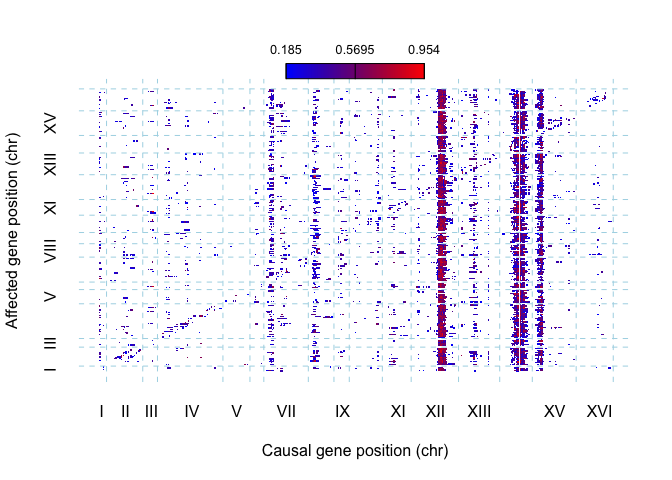 0.185 0.5695 0.954
Affected gene position (chr)
XV
XIII
XI
VIII
V
III
I
I II III IV V VII IX XI XII XIII XV XVI
Causal gene position (chr)